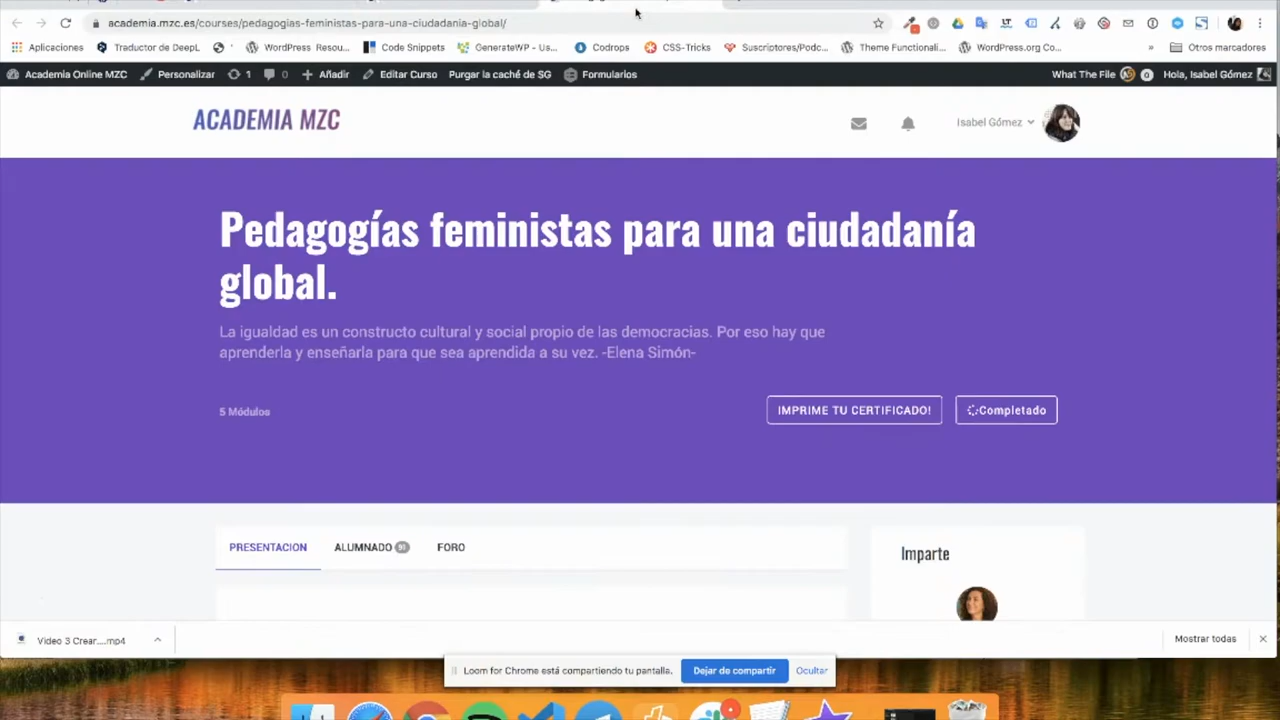 academia.mzc.es/courses/pedagogias-feministas-para-una-ciudadania-global/
Aplicaciones Traductor de DeepL WordPress Resou... Code Snippets GenerateWP - Us... Codrops CSS-Tricks Suscriptores/Podc... Theme Functionali... WordPress.org Co... » Otros marcadores
Academia Online MZC Personalizar 1 0 Añadir Editar Curso Purgar la caché de SG Formularios What The File 0 Hola, Isabel Gómez
ACADEMIA MZC
Isabel Gómez
Pedagogías feministas para una ciudadanía
global.
La igualdad es un constructo cultural y social propio de las democracias. Por eso hay que
aprenderla y enseñarla para que sea aprendida a su vez. -Elena Simón-
5 Módulos IMPRIME TU CERTIFICADO! Completado
PRESENTACION ALUMNADO 91 FORO
Imparte
Video 3 Crear....mp4 Mostrar todas
Loom for Chrome está compartiendo tu pantalla. Dejar de compartir Ocultar